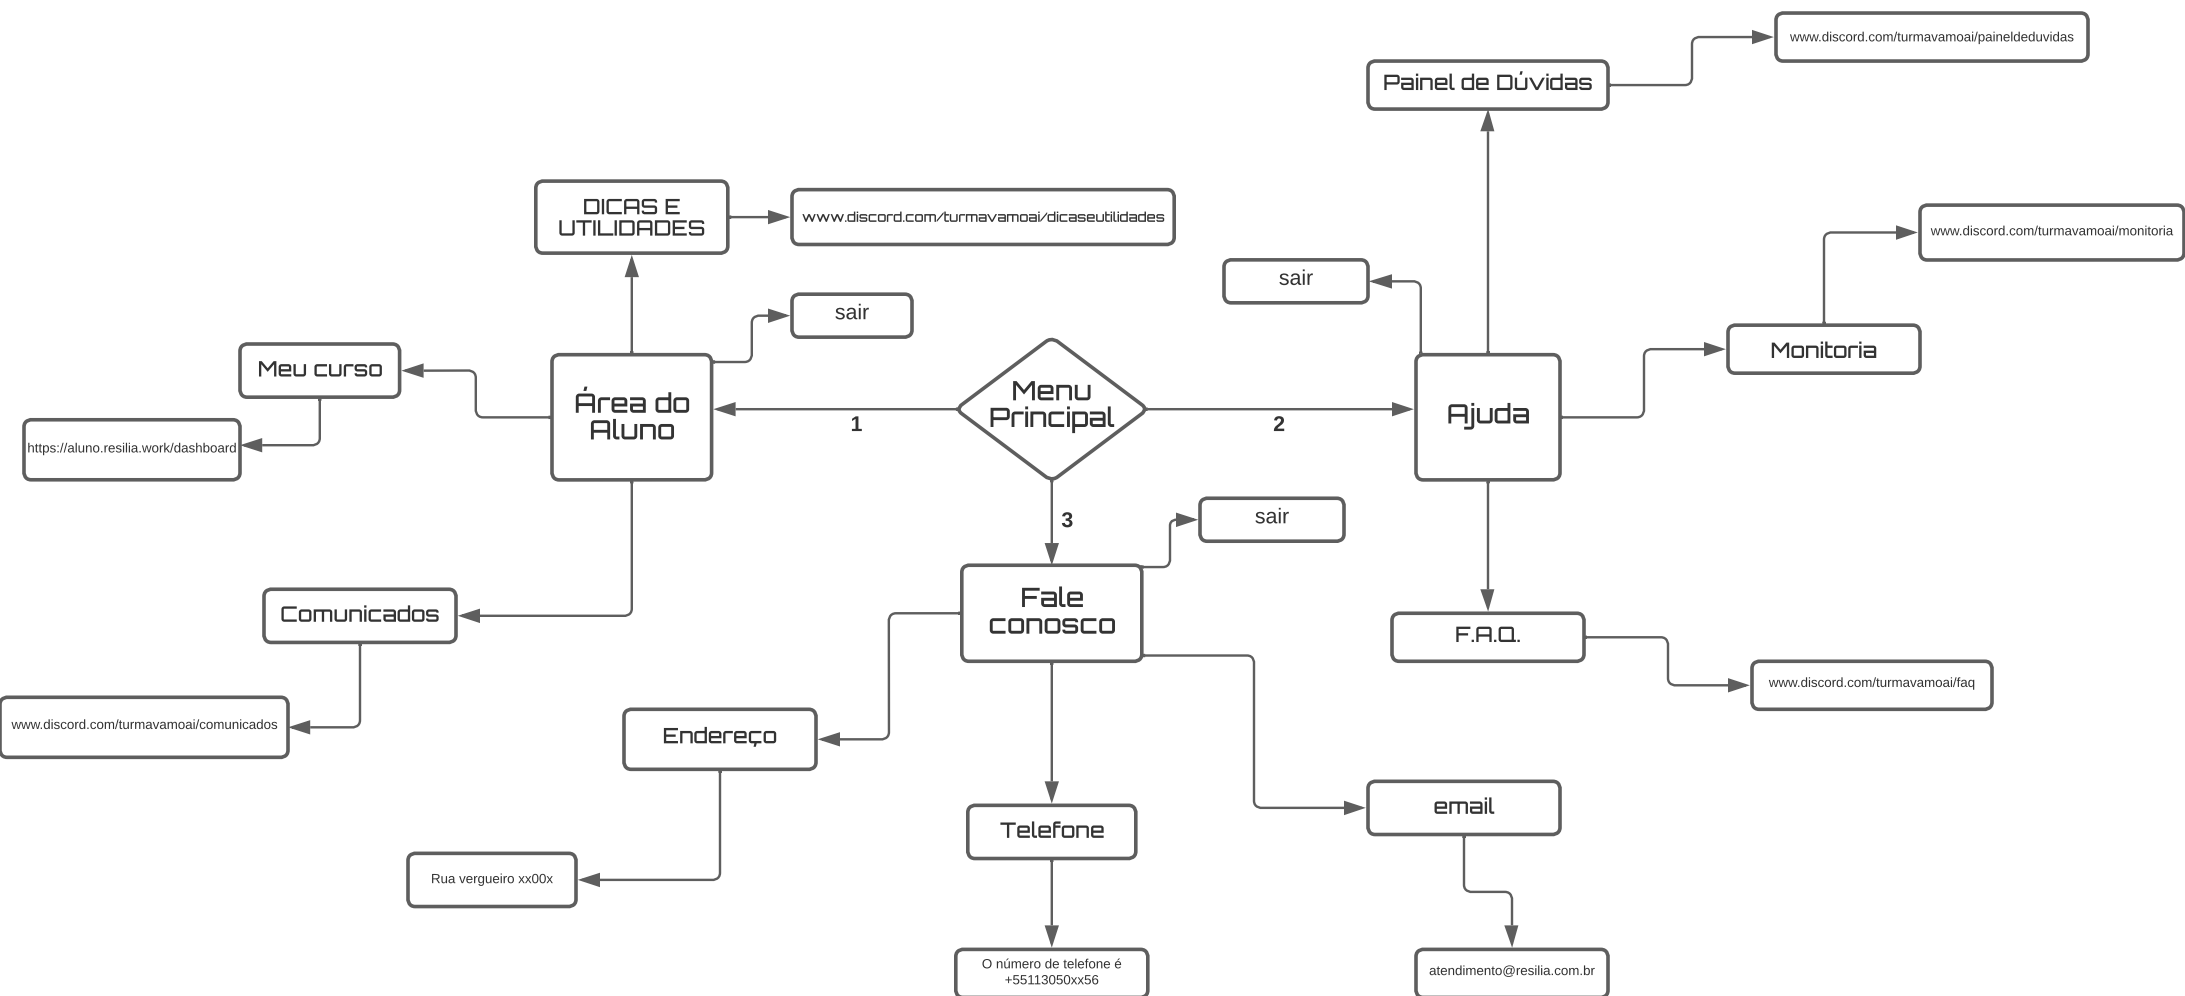 www.discord.com/turmavamoai/paineldeduvidas
Painel de Dúvidas
DICAS E
UTILIDADES
www.discord.com/turmavamoai/dicaseutilidades
www.discord.com/turmavamoai/monitoria
sair
sair
Monitoria
Meu curso
Área do
Aluno
Menu
Principal
Ajuda
1
2
https://aluno.resilia.work/dashboard
3
sair
Fale
conosco
Comunicados
F.A.Q.
www.discord.com/turmavamoai/faq
www.discord.com/turmavamoai/comunicados
Endereço
email
Telefone
Rua vergueiro xx00x
O número de telefone é
+55113050xx56
atendimento@resilia.com.br